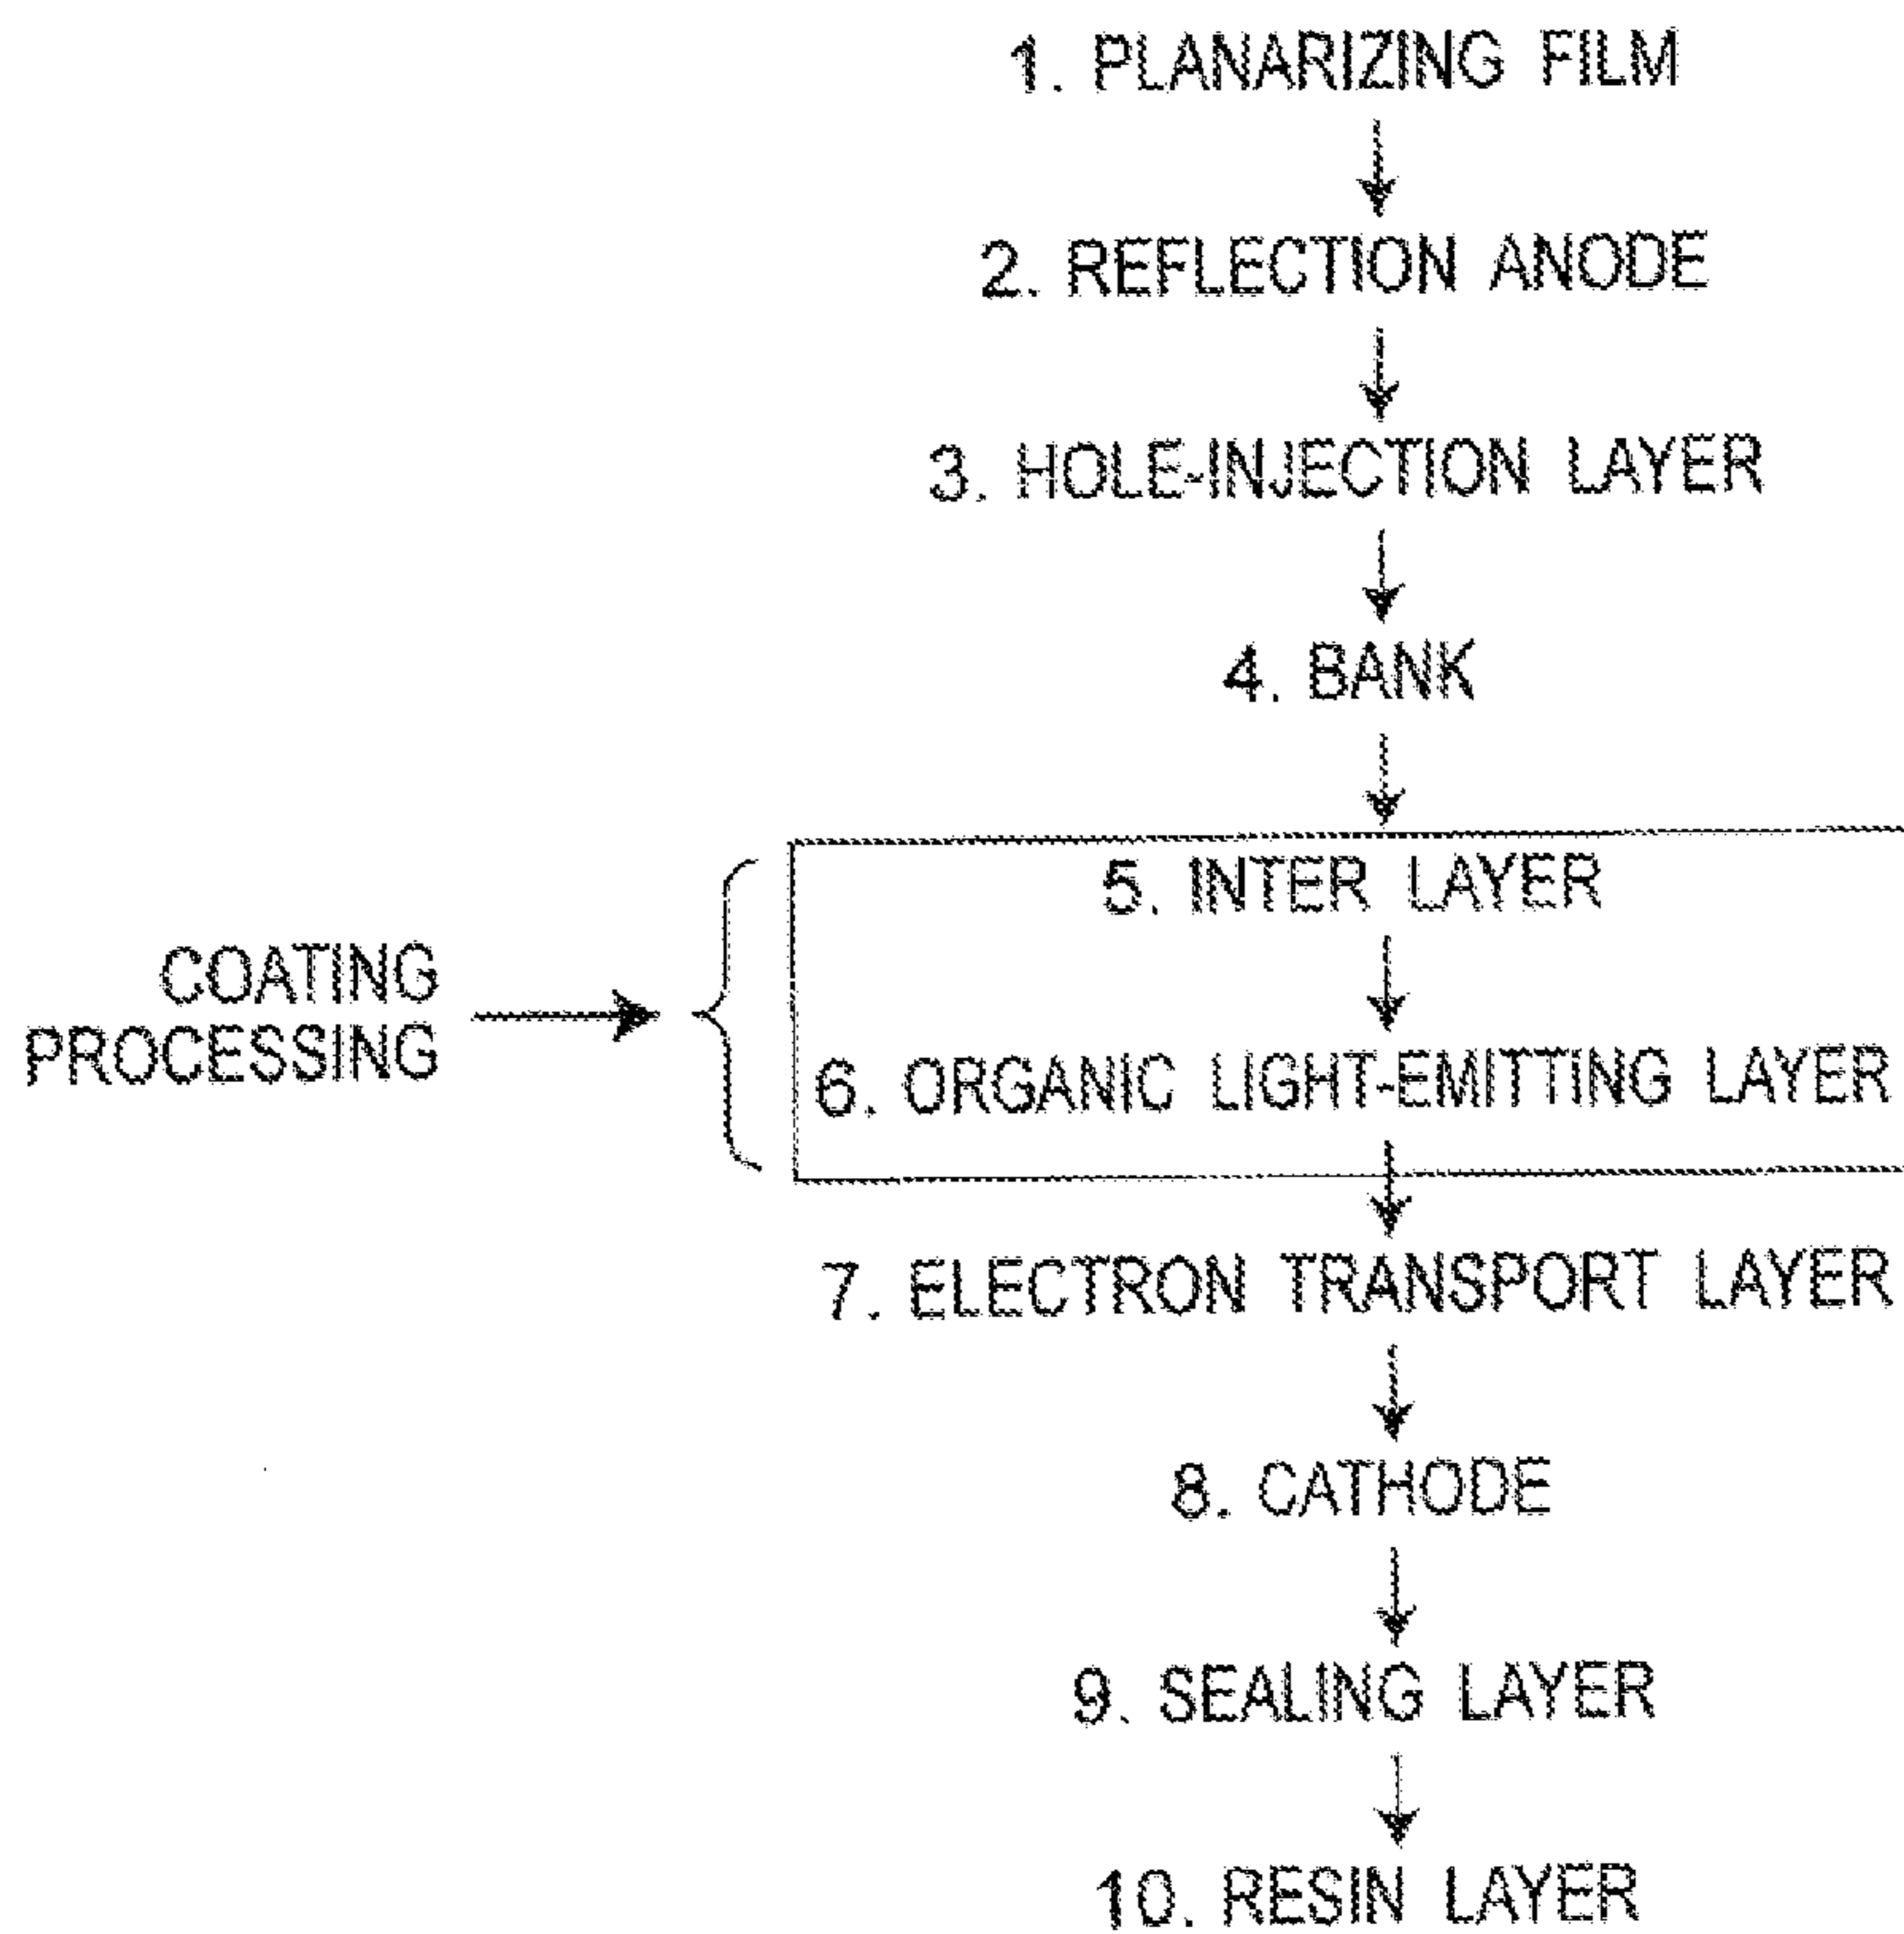 1. PLANARIZING FILM
2. REFLECTION ANODE
3. HOLE-INJECTION LAYER
4. BANK
5. INTER LAYER
COATING
PROCESSING
6. ORGANIC LIGHT-EMITTING LAYER
7. ELECTRON TRANSPORT LAYER
8. CATHODE
9. SEALING LAYER
10. RESIN LAYER